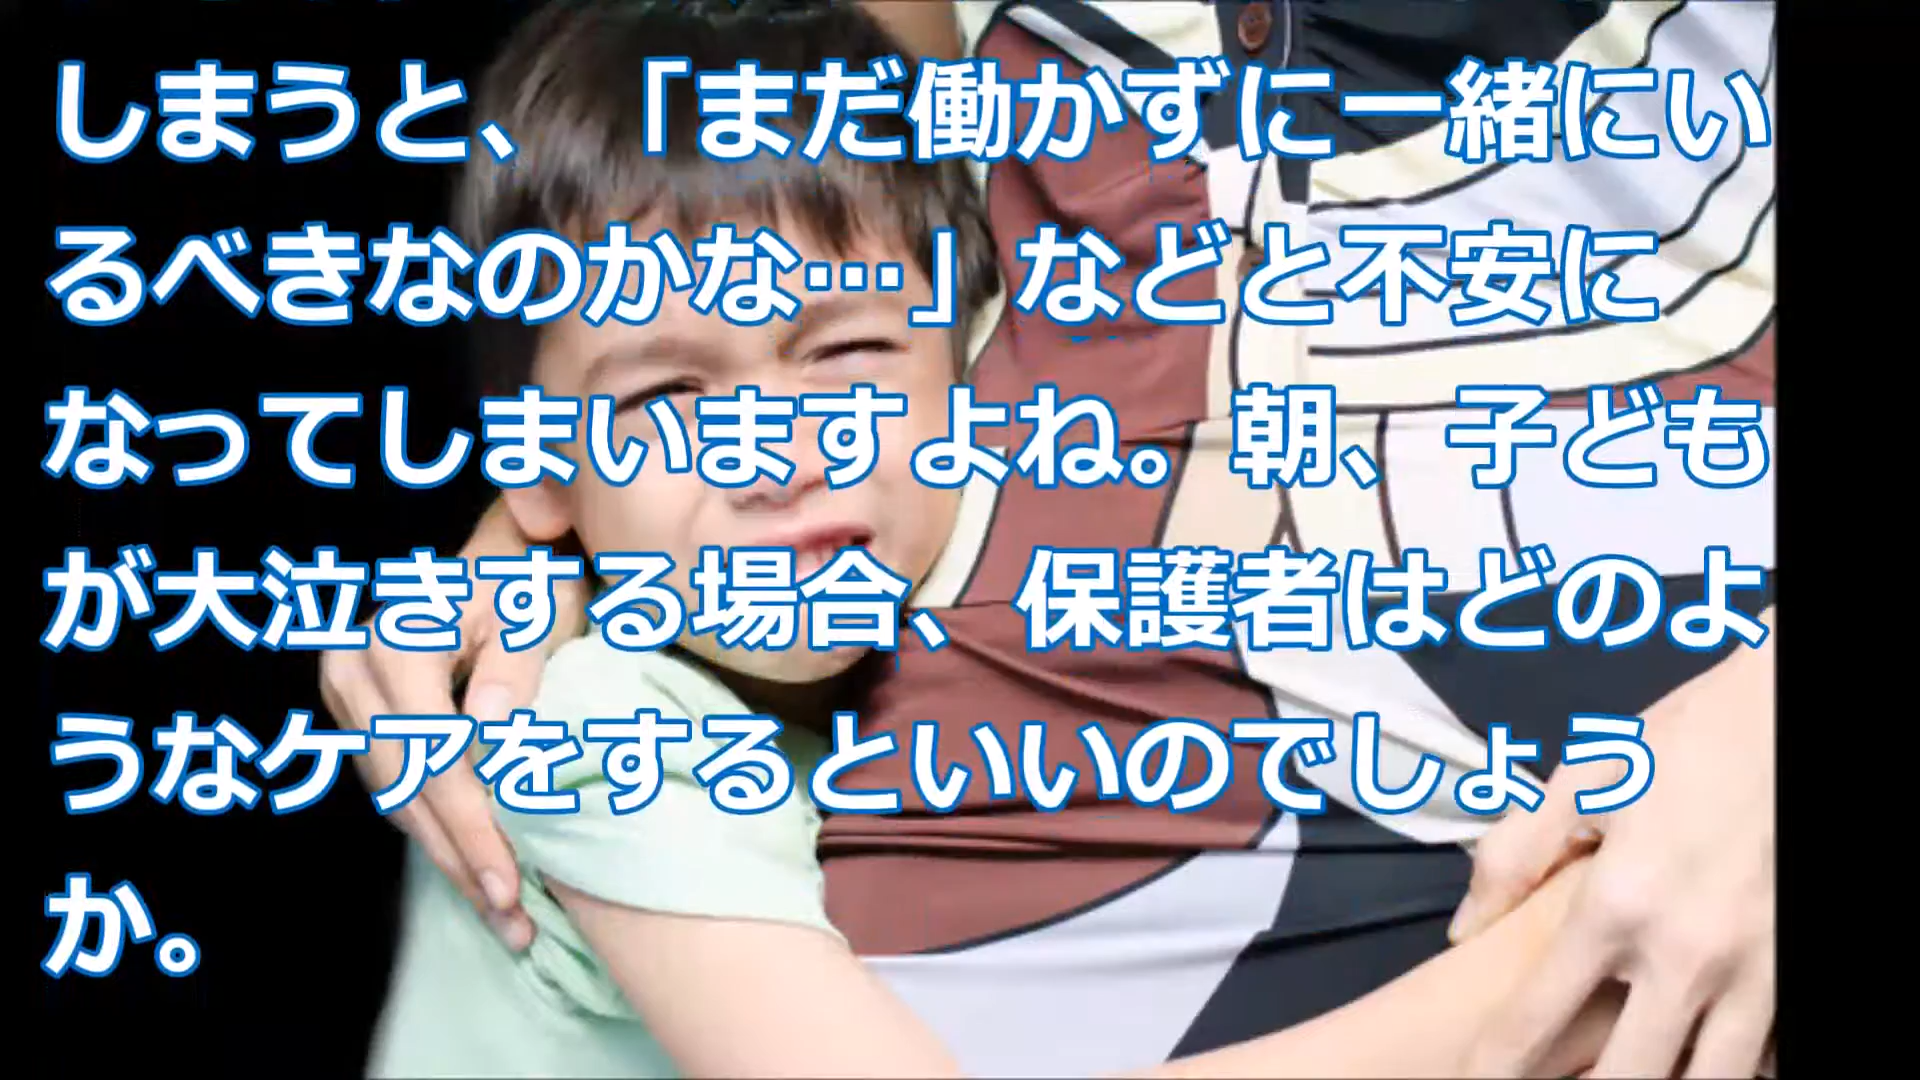 しまうと、「まだ働かずに一緒にい
るべきなのかな…」などと不安に
なってしまいますよね。朝、子ども
が大泣きする場合、保護者はどのよ
うなケアをするといいのでしょう
か。